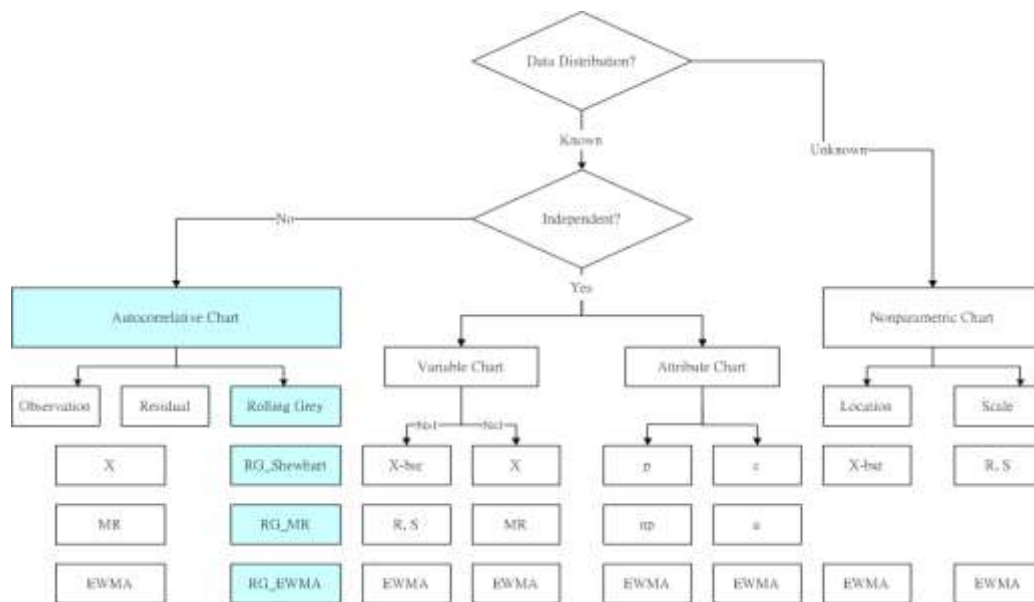 Data Distribution?
Known
Unknown
Independent?
No
Yes
Autocorrelative Chart
Nonparametric Chart
Variable Chart
Attribute Chart
Observation
Residual
Rolling Grey
Location
Scale
X
RG_Shewhart
X-bar
X
p
c
X-bar
R, S
MR
RG_MR
R, S
MR
np
u
EWMA
RG_EWMA
EWMA
EWMA
EWMA
EWMA
EWMA
EWMA